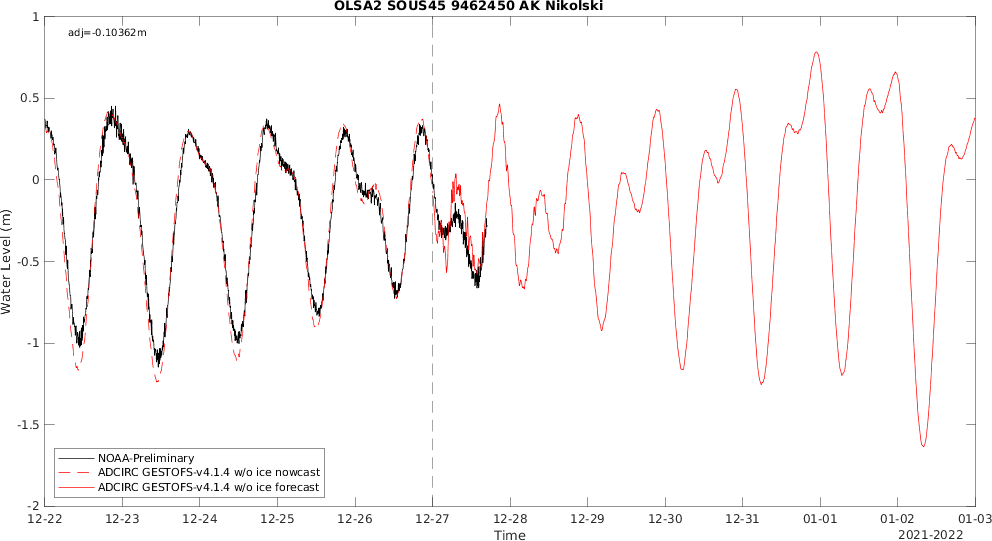 OLSA2 SOUS45 9462450 AK Nikolski
adj=-0.10362m
1
0.5
0
-0.5
-1
-1.5
-2
Water Level (m)
NOAA-Preliminary
ADCIRC GESTOFS-v4.1.4 w/o ice nowcast
ADCIRC GESTOFS-v4.1.4 w/o ice forecast
12-22 12-23 12-24 12-25 12-26 12-27 12-28 12-29 12-30 12-31 01-01 01-02 01-03
Time
2021-2022